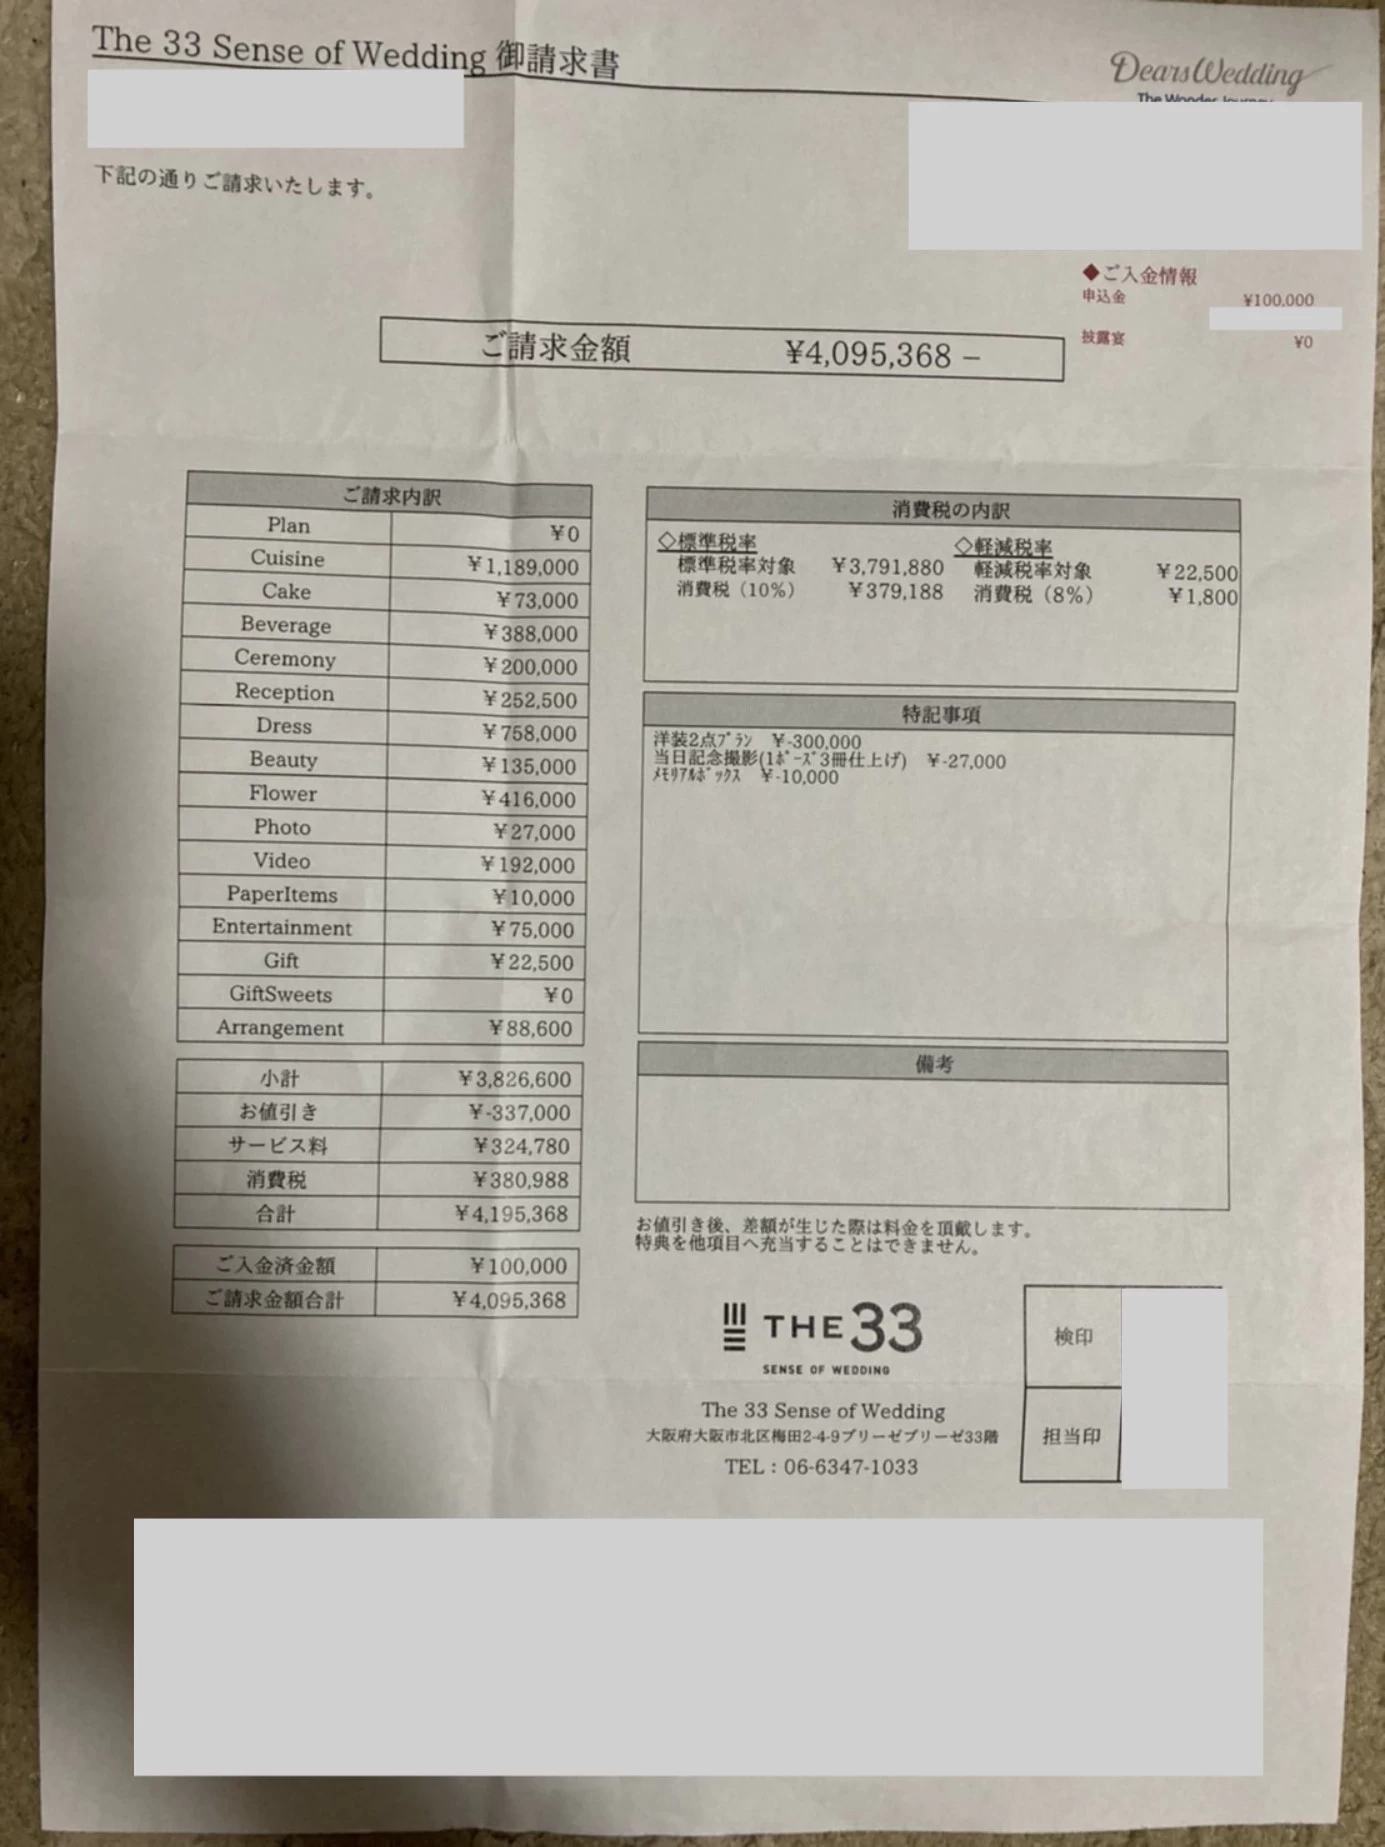 The 33 Sense of Wedding 御請求書
DearsWedding
下記の通りご請求いたします。
◆ご入金情報
申込金 ¥100,000
披露宴 ¥0
ご請求金額 ¥4,095,368 –
ご請求内訳
Plan ¥0
Cuisine ¥1,189,000
Cake ¥73,000
Beverage ¥388,000
Ceremony ¥200,000
Reception ¥252,500
Dress ¥758,000
Beauty ¥135,000
Flower ¥416,000
Photo ¥27,000
Video ¥192,000
PaperItems ¥10,000
Entertainment ¥75,000
Gift ¥22,500
GiftSweets ¥0
Arrangement ¥88,600
小計 ¥3,826,600
お値引き ¥-337,000
サービス料 ¥324,780
消費税 ¥380,988
合計 ¥4,195,368
ご入金済金額 ¥100,000
ご請求金額合計 ¥4,095,368
消費税の内訳
◇標準税率 ◇軽減税率
標準税率対象 ¥3,791,880 軽減税率対象 ¥22,500
消費税（10%） ¥379,188 消費税（8%） ¥1,800
特記事項
洋装2点ﾌﾟﾗﾝ ¥-300,000
当日記念撮影(1ﾎﾟｰｽﾞ3冊仕上げ) ¥-27,000
ﾒﾓﾘｱﾙﾎﾞｯｸｽ ¥-10,000
備考
お値引き後、差額が生じた際は料金を頂戴します。
特典を他項目へ充当することはできません。
THE 33
SENSE OF WEDDING
The 33 Sense of Wedding
大阪府大阪市北区梅田2-4-9ブリーゼブリーゼ33階
TEL：06-6347-1033
検印
担当印